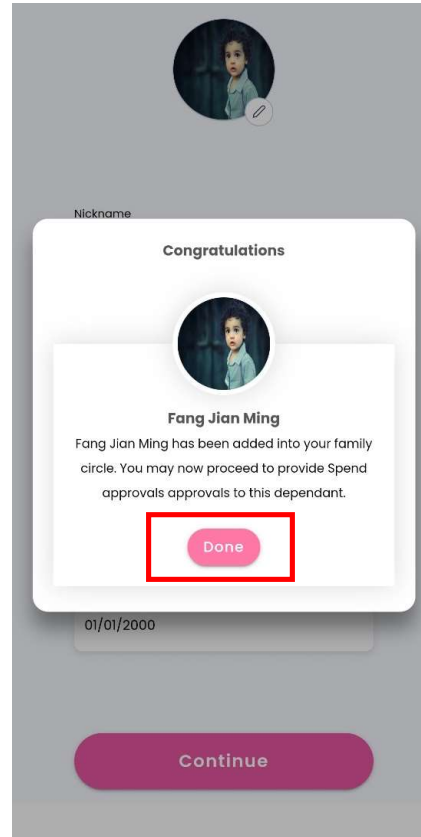 Nickname
Congratulations
Fang Jian Ming
Fang Jian Ming has been added into your family
circle. You may now proceed to provide Spend
approvals approvals to this dependant.
Done
01/01/2000
Continue